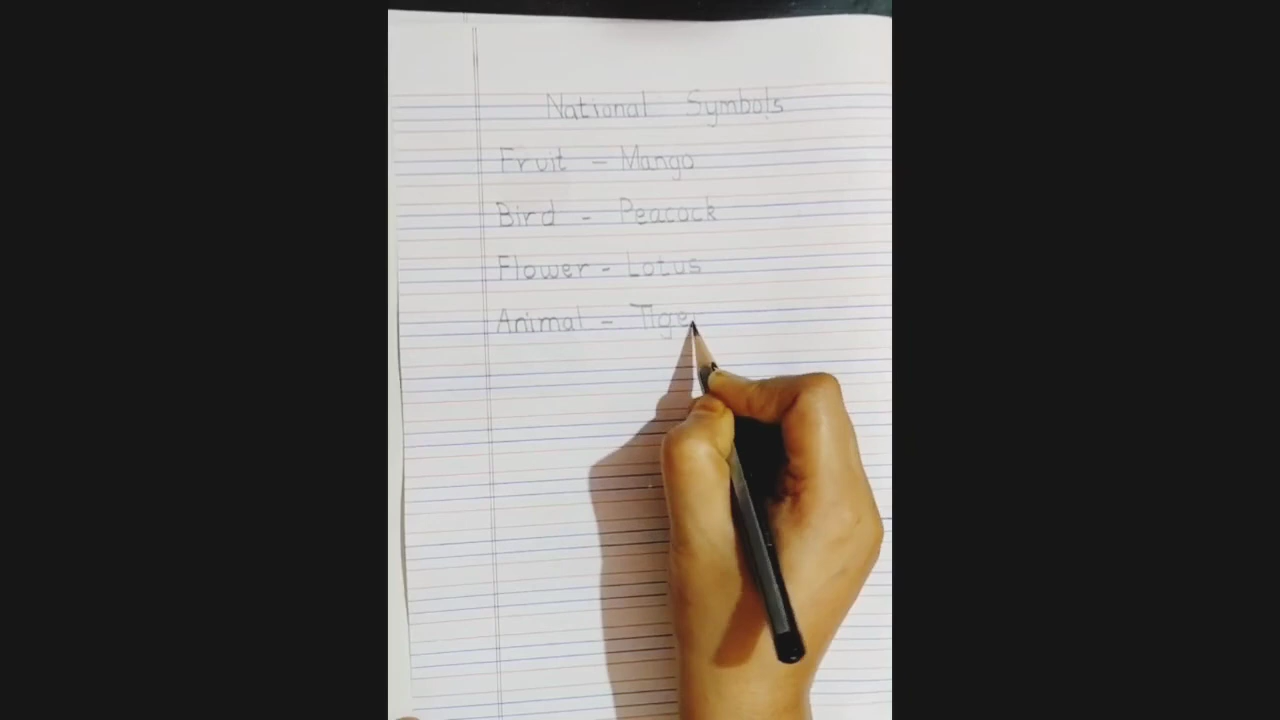 National Symbols
Fruit - Mango
Bird - Peacock
Flower - Lotus
Animal - Tige